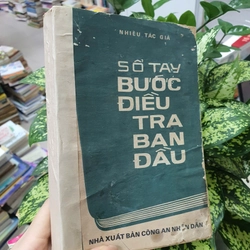 NHIỀU TÁC GIẢ
SỔ TAY
BƯỚC
ĐIỀU
TRA
BAN
ĐẦU
NHÀ XUẤT BẢN CÔNG AN NHÂN DÂN